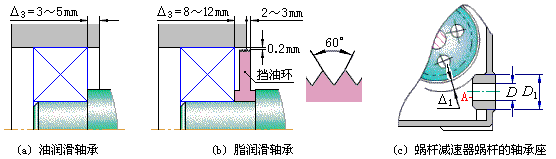 Δ₃=3～5mm
Δ₃=8～12mm
2～3mm
0.2mm
挡油环
60°
Δ₁
A
D
D₁
(a) 油润滑轴承
(b) 脂润滑轴承
(c) 蜗杆减速器蜗杆的轴承座